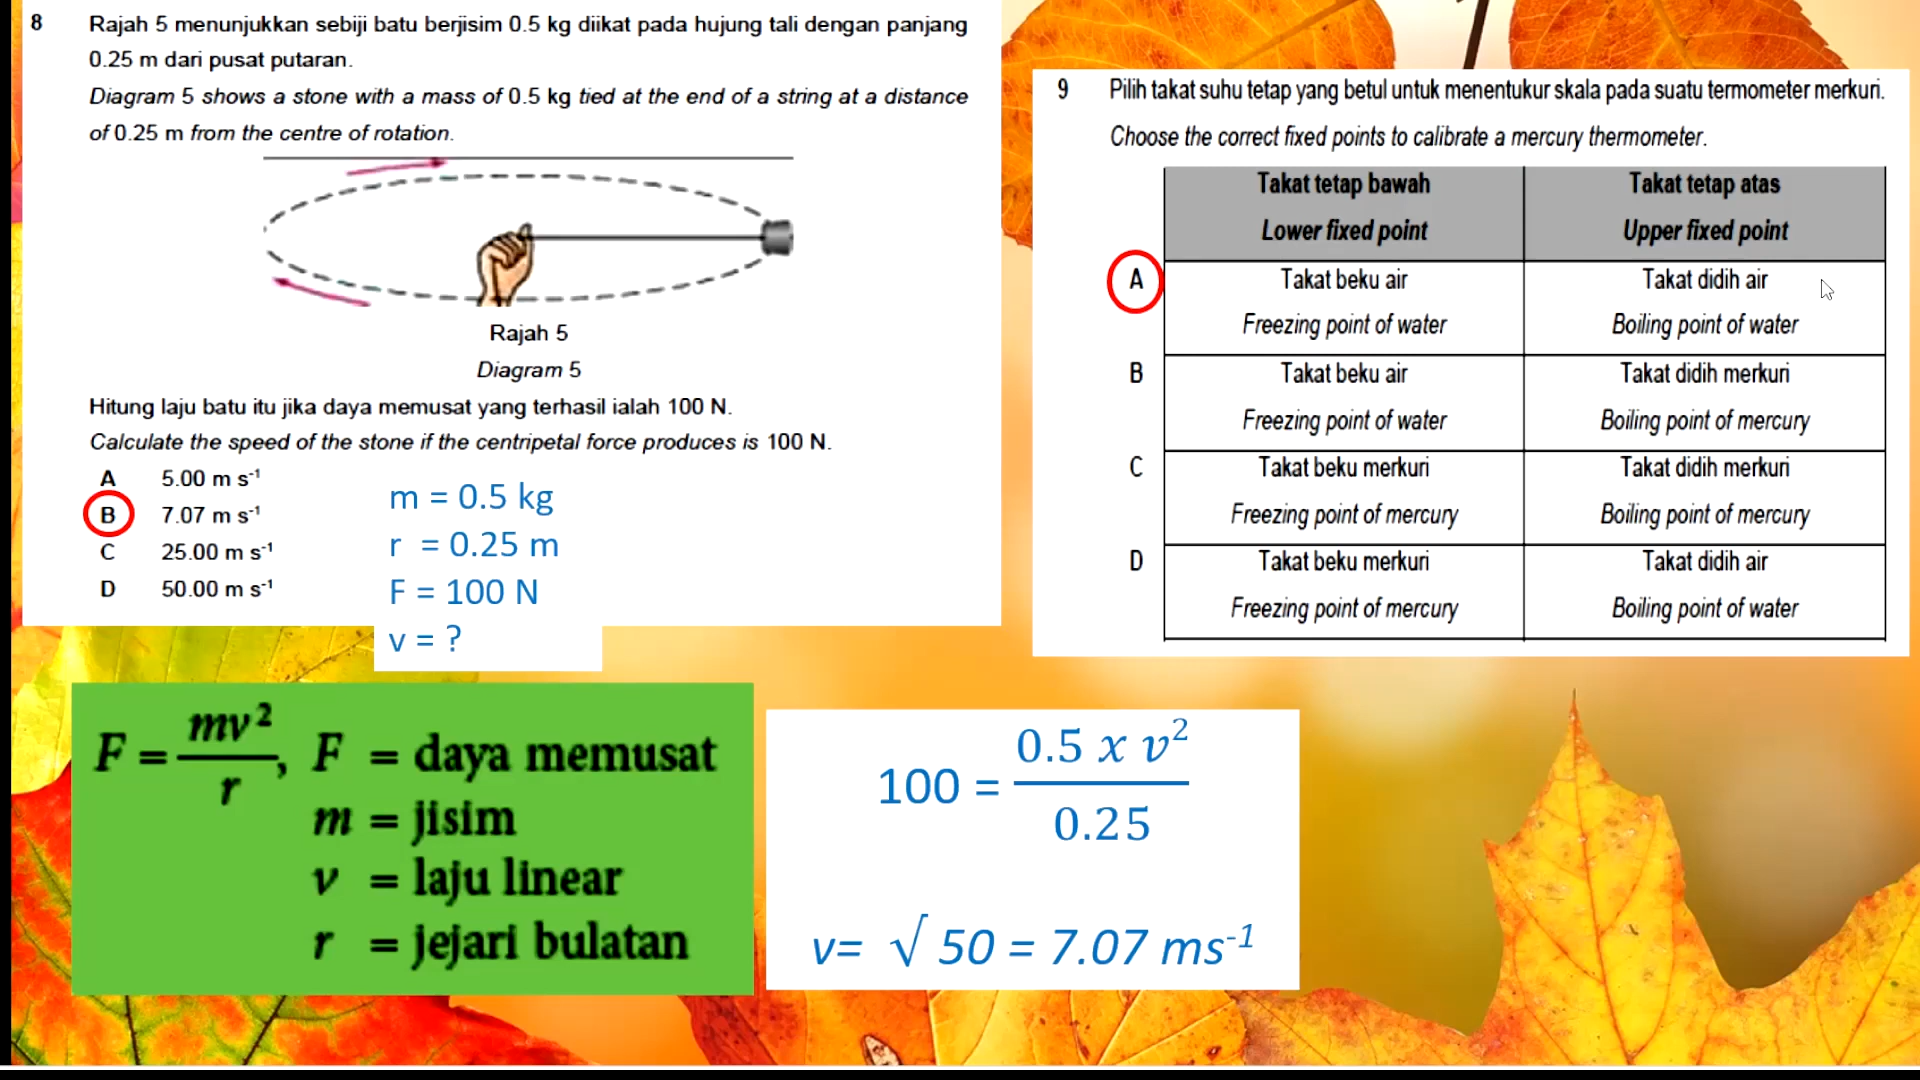 8 Rajah 5 menunjukkan sebiji batu berjisim 0.5 kg diikat pada hujung tali dengan panjang
0.25 m dari pusat putaran.
Diagram 5 shows a stone with a mass of 0.5 kg tied at the end of a string at a distance
of 0.25 m from the centre of rotation.
Rajah 5
Diagram 5
Hitung laju batu itu jika daya memusat yang terhasil ialah 100 N.
Calculate the speed of the stone if the centripetal force produces is 100 N.
A 5.00 m s⁻¹
B 7.07 m s⁻¹
C 25.00 m s⁻¹
D 50.00 m s⁻¹
m = 0.5 kg
r = 0.25 m
F = 100 N
v = ?
F = mv²/r, F = daya memusat
m = jisim
v = laju linear
r = jejari bulatan
100 = 0.5 x v²/0.25
v= √ 50 = 7.07 ms⁻¹
9 Pilih takat suhu tetap yang betul untuk menentukur skala pada suatu termometer merkuri.
Choose the correct fixed points to calibrate a mercury thermometer.
Takat tetap bawah Takat tetap atas
Lower fixed point Upper fixed point
A Takat beku air Takat didih air
Freezing point of water Boiling point of water
B Takat beku air Takat didih merkuri
Freezing point of water Boiling point of mercury
C Takat beku merkuri Takat didih merkuri
Freezing point of mercury Boiling point of mercury
D Takat beku merkuri Takat didih air
Freezing point of mercury Boiling point of water